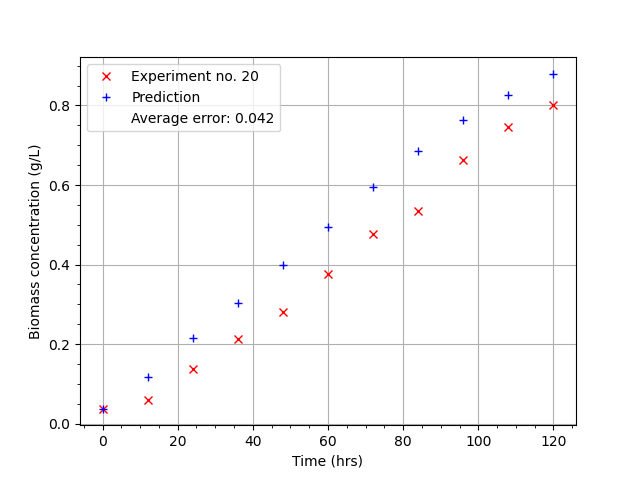 Experiment no. 20
Prediction
Average error: 0.042
0.8
0.6
0.4
0.2
0.0
Biomass concentration (g/L)
0 20 40 60 80 100 120
Time (hrs)